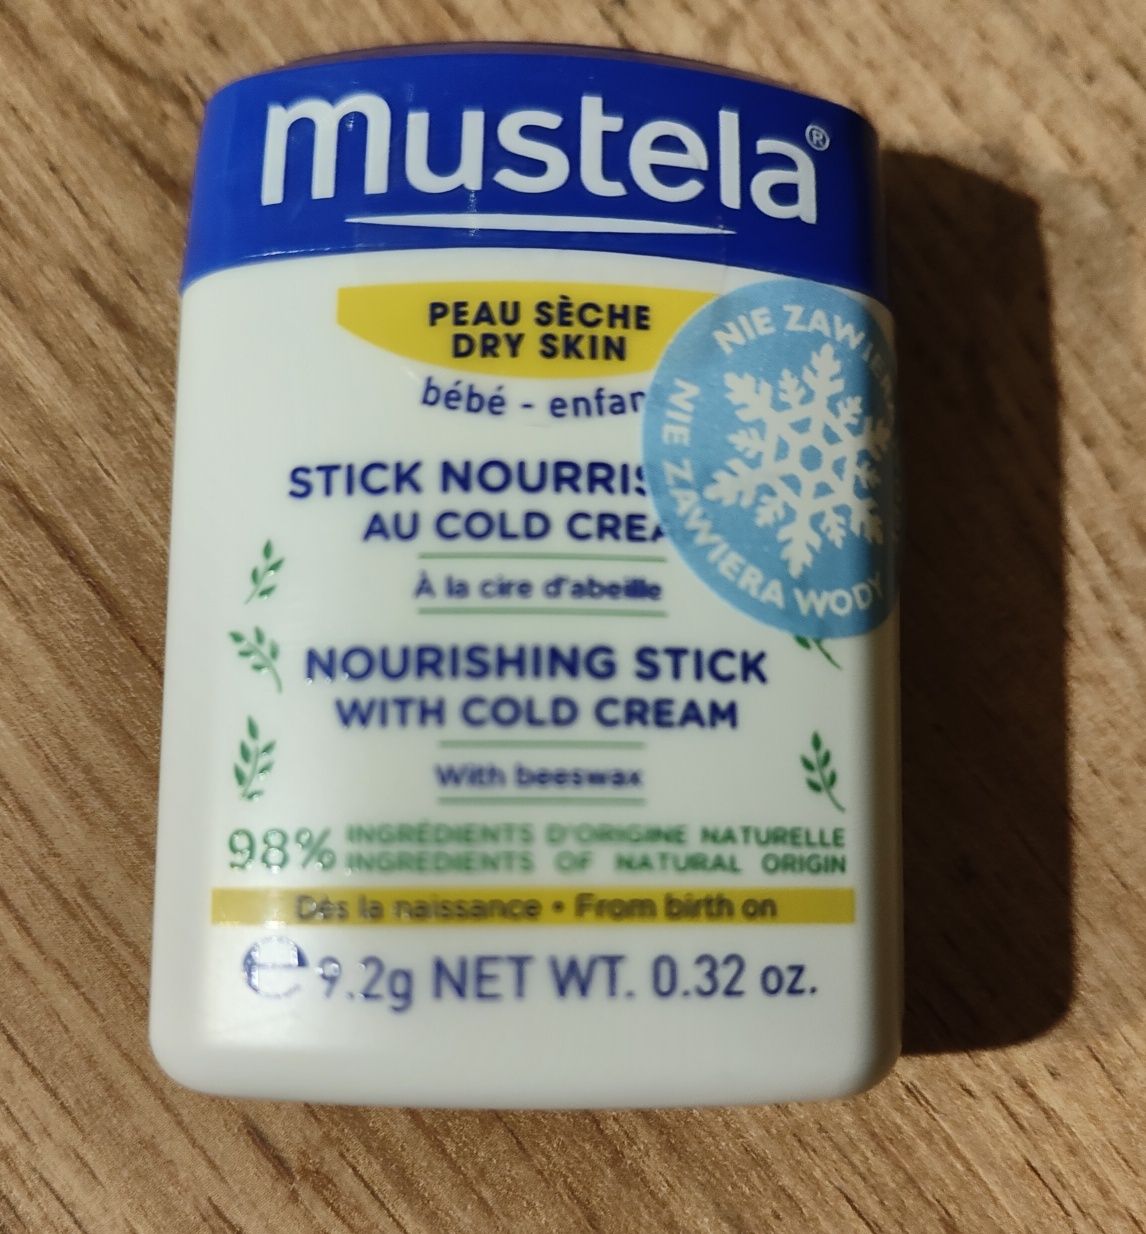 mustela®
PEAU SÈCHE
DRY SKIN
bébé - enfan
STICK NOURRIS
AU COLD CREA
À la cire d'abeille
NOURISHING STICK
WITH COLD CREAM
With beeswax
98% INGRÉDIENTS D'ORIGINE NATURELLE
INGREDIENTS OF NATURAL ORIGIN
Dès la naissance • From birth on
e 9.2g NET WT. 0.32 oz.
NIE ZAWIERA WODY
NIE ZAWIER